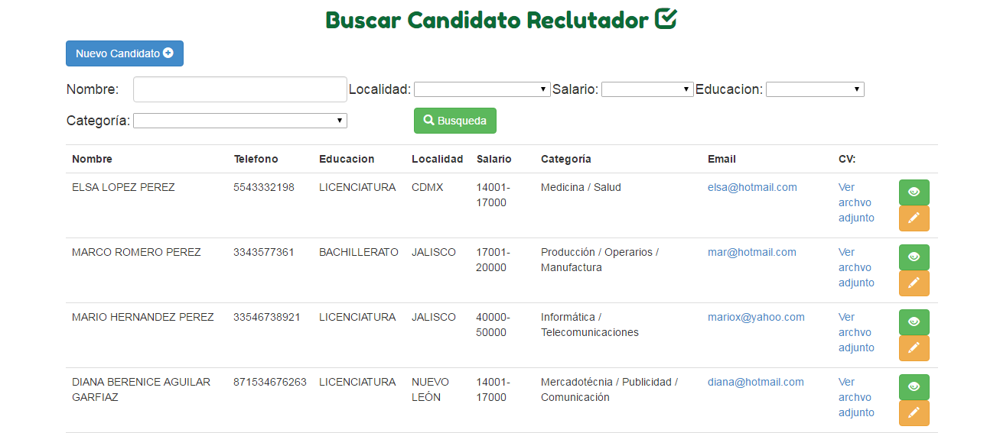 Buscar Candidato Reclutador
Nuevo Candidato
Nombre: Localidad: Salario: Educacion:
Categoría: Busqueda
Nombre Telefono Educacion Localidad Salario Categoría Email CV:
ELSA LOPEZ PEREZ 5543332198 LICENCIATURA CDMX 14001- Medicina / Salud elsa@hotmail.com Ver
17000 archvo
adjunto
MARCO ROMERO PEREZ 3343577361 BACHILLERATO JALISCO 17001- Producción / Operarios / mar@hotmail.com Ver
20000 Manufactura archvo
adjunto
MARIO HERNANDEZ PEREZ 33546738921 LICENCIATURA JALISCO 40000- Informática / mariox@yahoo.com Ver
50000 Telecomunicaciones archvo
adjunto
DIANA BERENICE AGUILAR 871534676263 LICENCIATURA NUEVO 14001- Mercadotécnia / Publicidad / diana@hotmail.com Ver
GARFIAZ LEÓN 17000 Comunicación archvo
adjunto